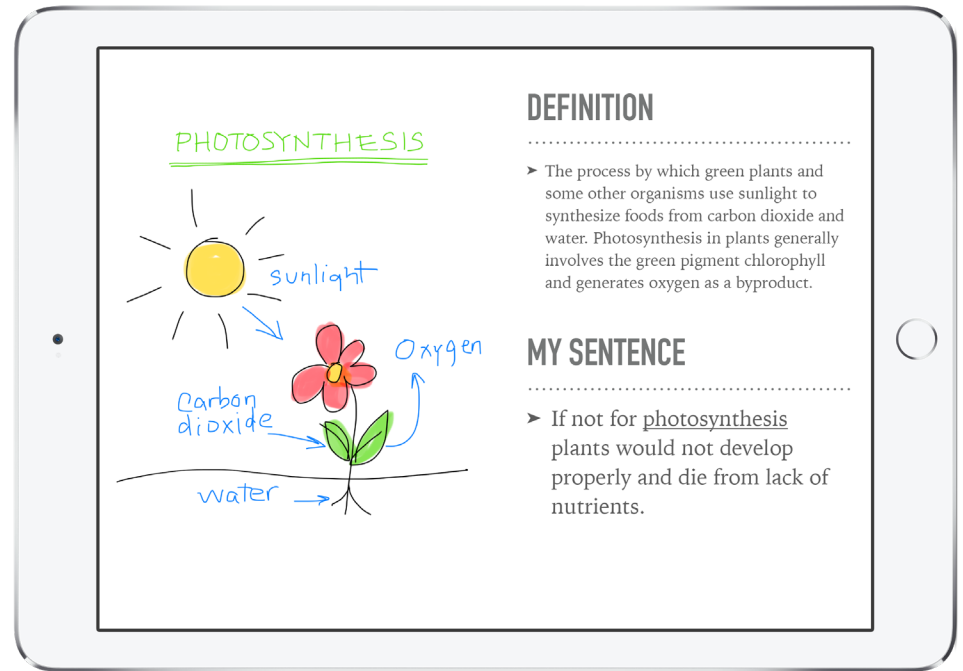 PHOTOSYNTHESIS
sunlight
Oxygen
Carbon
dioxide
water
DEFINITION
➤ The process by which green plants and
some other organisms use sunlight to
synthesize foods from carbon dioxide and
water. Photosynthesis in plants generally
involves the green pigment chlorophyll
and generates oxygen as a byproduct.
MY SENTENCE
➤ If not for photosynthesis
plants would not develop
properly and die from lack of
nutrients.